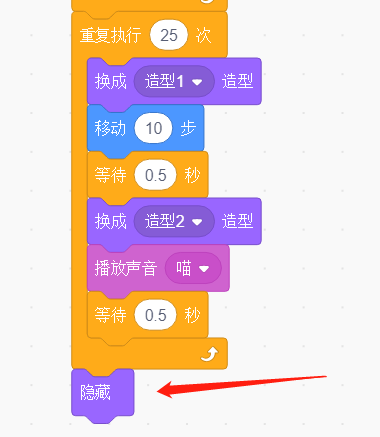 重复执行 25 次
换成 造型1 造型
移动 10 步
等待 0.5 秒
换成 造型2 造型
播放声音 喵
等待 0.5 秒
隐藏